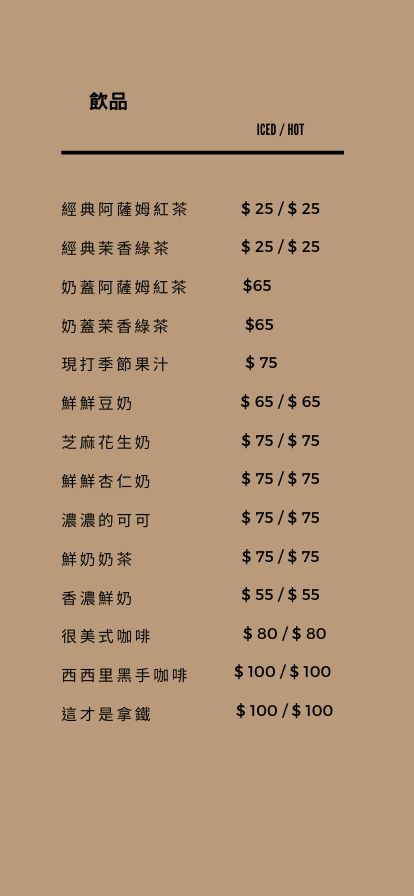 飲品
ICED / HOT
經典阿薩姆紅茶 $ 25 / $ 25
經典茉香綠茶 $ 25 / $ 25
奶蓋阿薩姆紅茶 $65
奶蓋茉香綠茶 $65
現打季節果汁 $ 75
鮮鮮豆奶 $ 65 / $ 65
芝麻花生奶 $ 75 / $ 75
鮮鮮杏仁奶 $ 75 / $ 75
濃濃的可可 $ 75 / $ 75
鮮奶奶茶 $ 75 / $ 75
香濃鮮奶 $ 55 / $ 55
很美式咖啡 $ 80 / $ 80
西西里黑手咖啡 $ 100 / $ 100
這才是拿鐵 $ 100 / $ 100